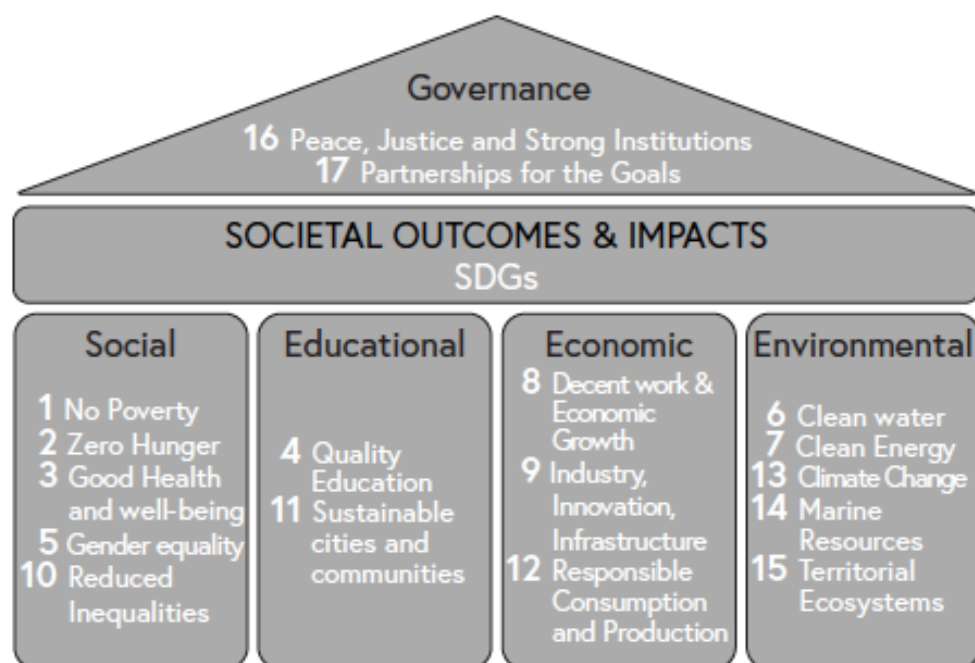 Governance
16 Peace, Justice and Strong Institutions
17 Partnerships for the Goals
SOCIETAL OUTCOMES & IMPACTS
SDGs
Social
1 No Poverty
2 Zero Hunger
3 Good Health
and well-being
5 Gender equality
10 Reduced
Inequalities
Educational
4 Quality
Education
11 Sustainable
cities and
communities
Economic
8 Decent work &
Economic
Growth
9 Industry,
Innovation,
Infrastructure
12 Responsible
Consumption
and Production
Environmental
6 Clean water
7 Clean Energy
13 Climate Change
14 Marine
Resources
15 Territorial
Ecosystems